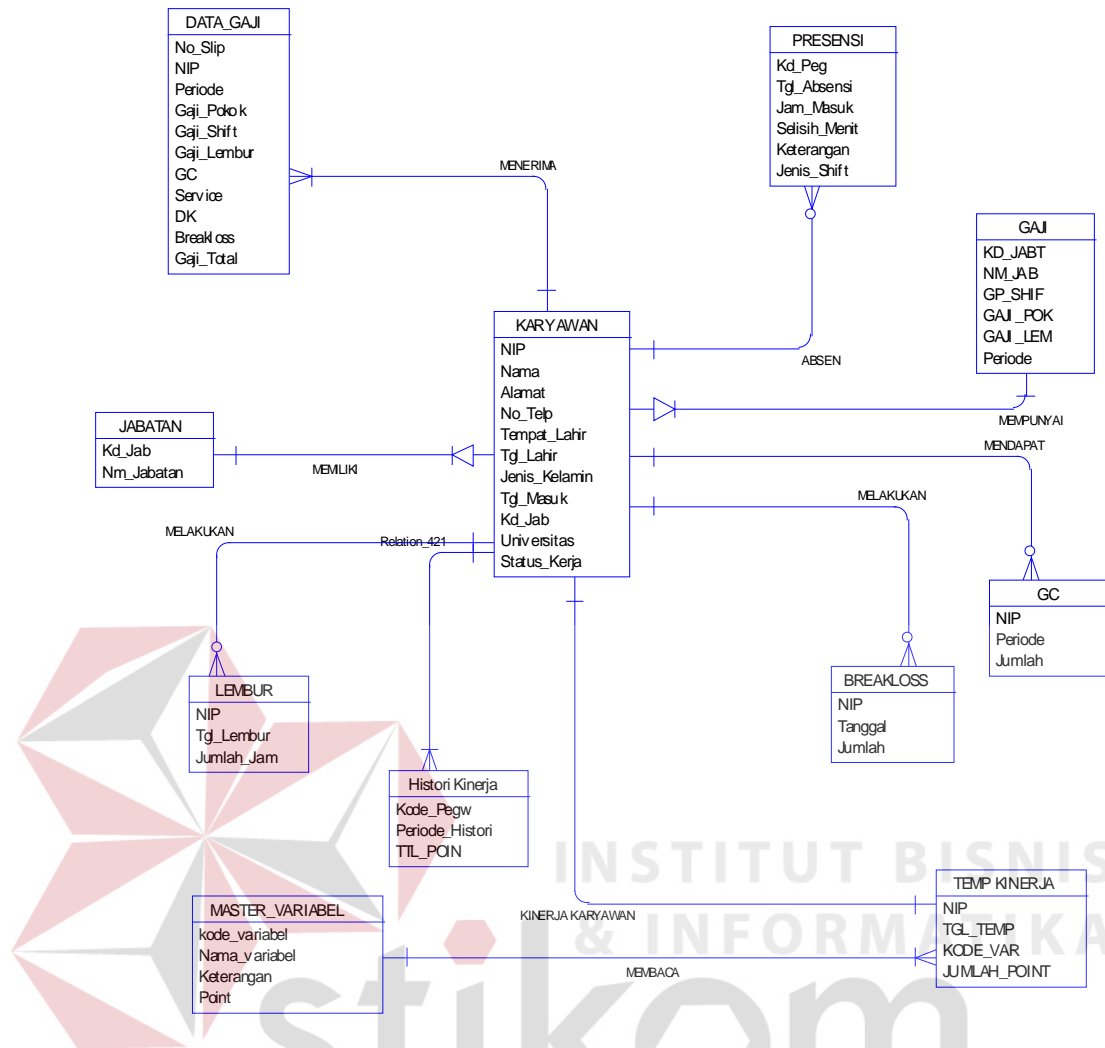 DATA_GAJI
No_Slip
NIP
Periode
Gaji_Pokok
Gaji_Shift
Gaji_Lembur
GC
Service
DK
Breakloss
Gaji_Total
MENERIMA
PRESENSI
Kd_Peg
Tgl_Absensi
Jam_Masuk
Selisih_Menit
Keterangan
Jenis_Shift
ABSEN
GAJI
KD_JABT
NM_JAB
GP_SHIF
GAJI_POK
GAJI_LEM
Periode
MEMPUNYAI
KARYAWAN
NIP
Nama
Alamat
No_Telp
Tempat_Lahir
Tgl_Lahir
Jenis_Kelamin
Tgl_Masuk
Kd_Jab
Universitas
Status_Kerja
JABATAN
Kd_Jab
Nm_Jabatan
MEMILIKI
MENDAPAT
MELAKUKAN
MELAKUKAN
Relation_421
GC
NIP
Periode
Jumlah
BREAKLOSS
NIP
Tanggal
Jumlah
LEMBUR
NIP
Tgl_Lembur
Jumlah_Jam
Histori Kinerja
Kode_Pegw
Periode_Histori
TTL_POIN
INSTITUT BISNIS
& INFORMATIKA
stikom
TEMP KINERJA
NIP
TGL_TEMP
KODE_VAR
JUMLAH_POINT
KINERJA KARYAWAN
MASTER_VARIABEL
kode_variabel
Nama_variabel
Keterangan
Point
MEMBACA